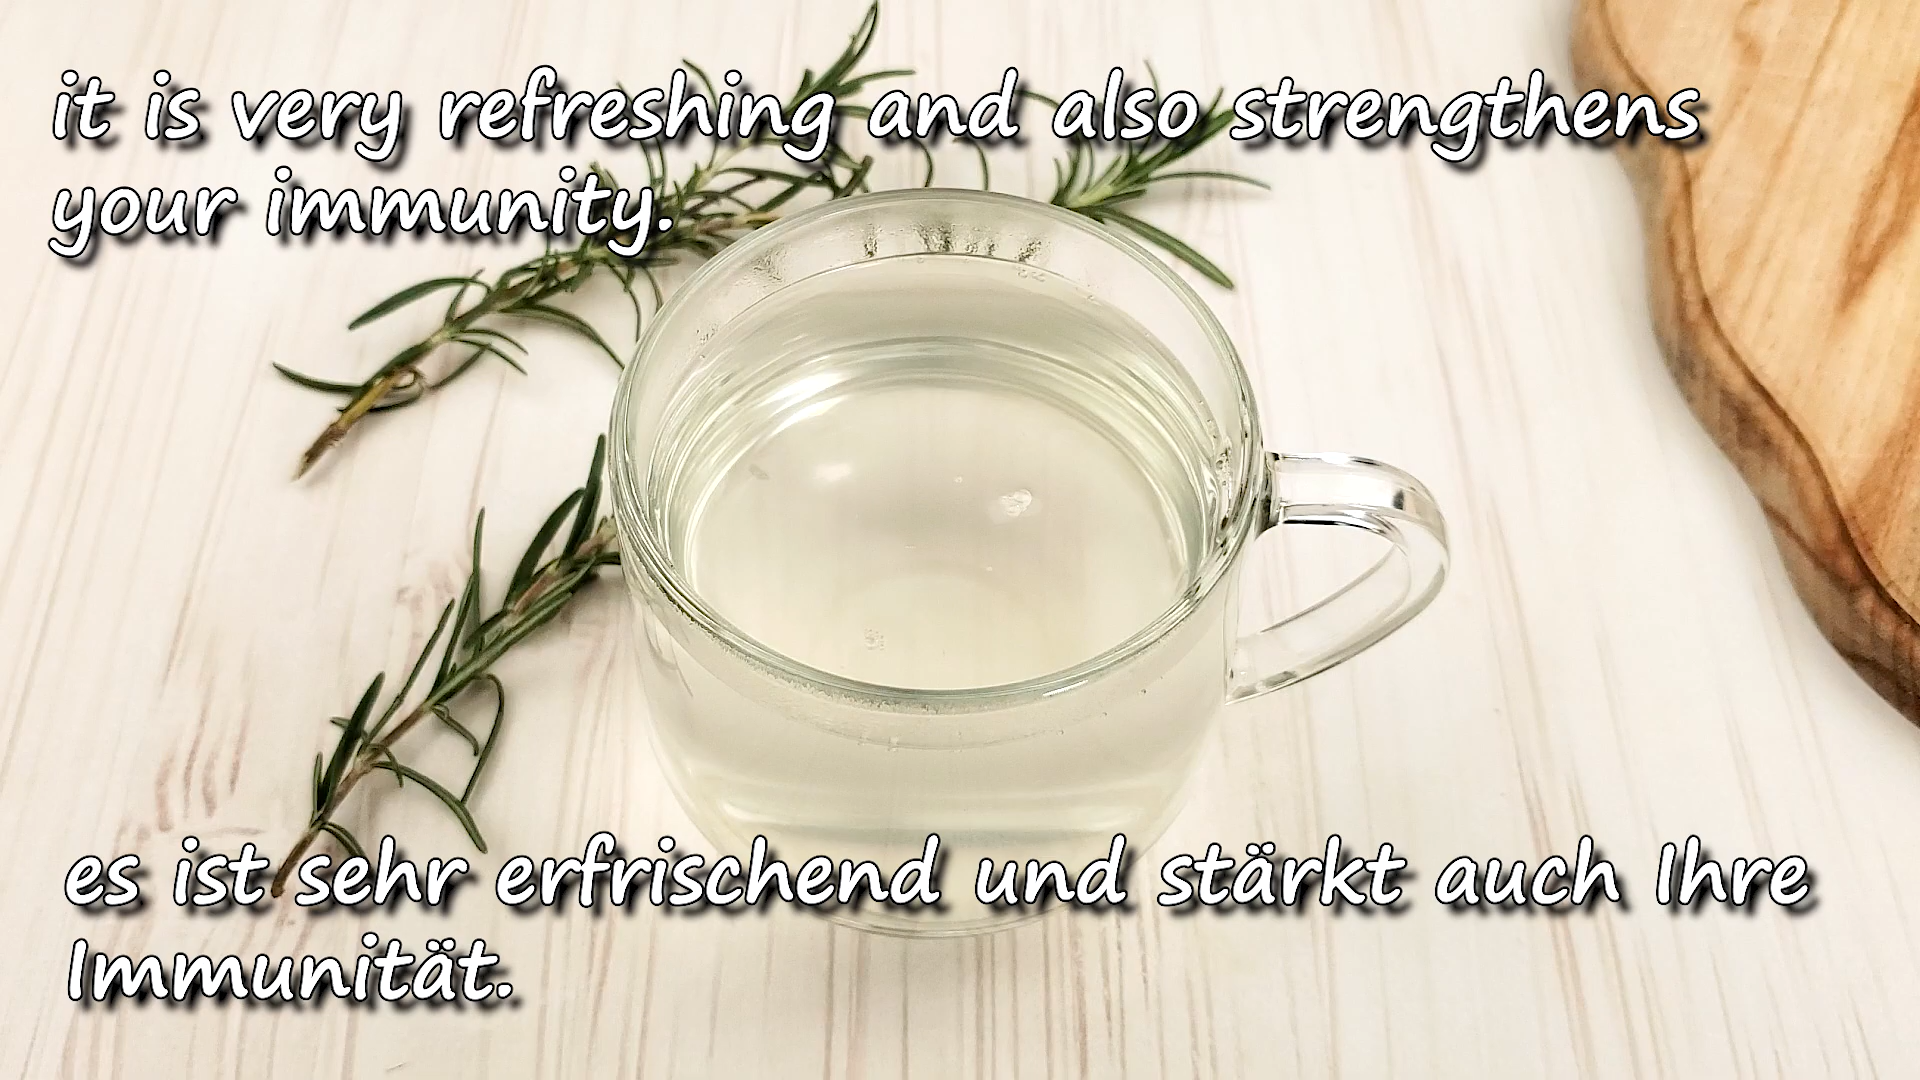 it is very refreshing and also strengthens
your immunity.
es ist sehr erfrischend und stärkt auch Ihre
Immunität.